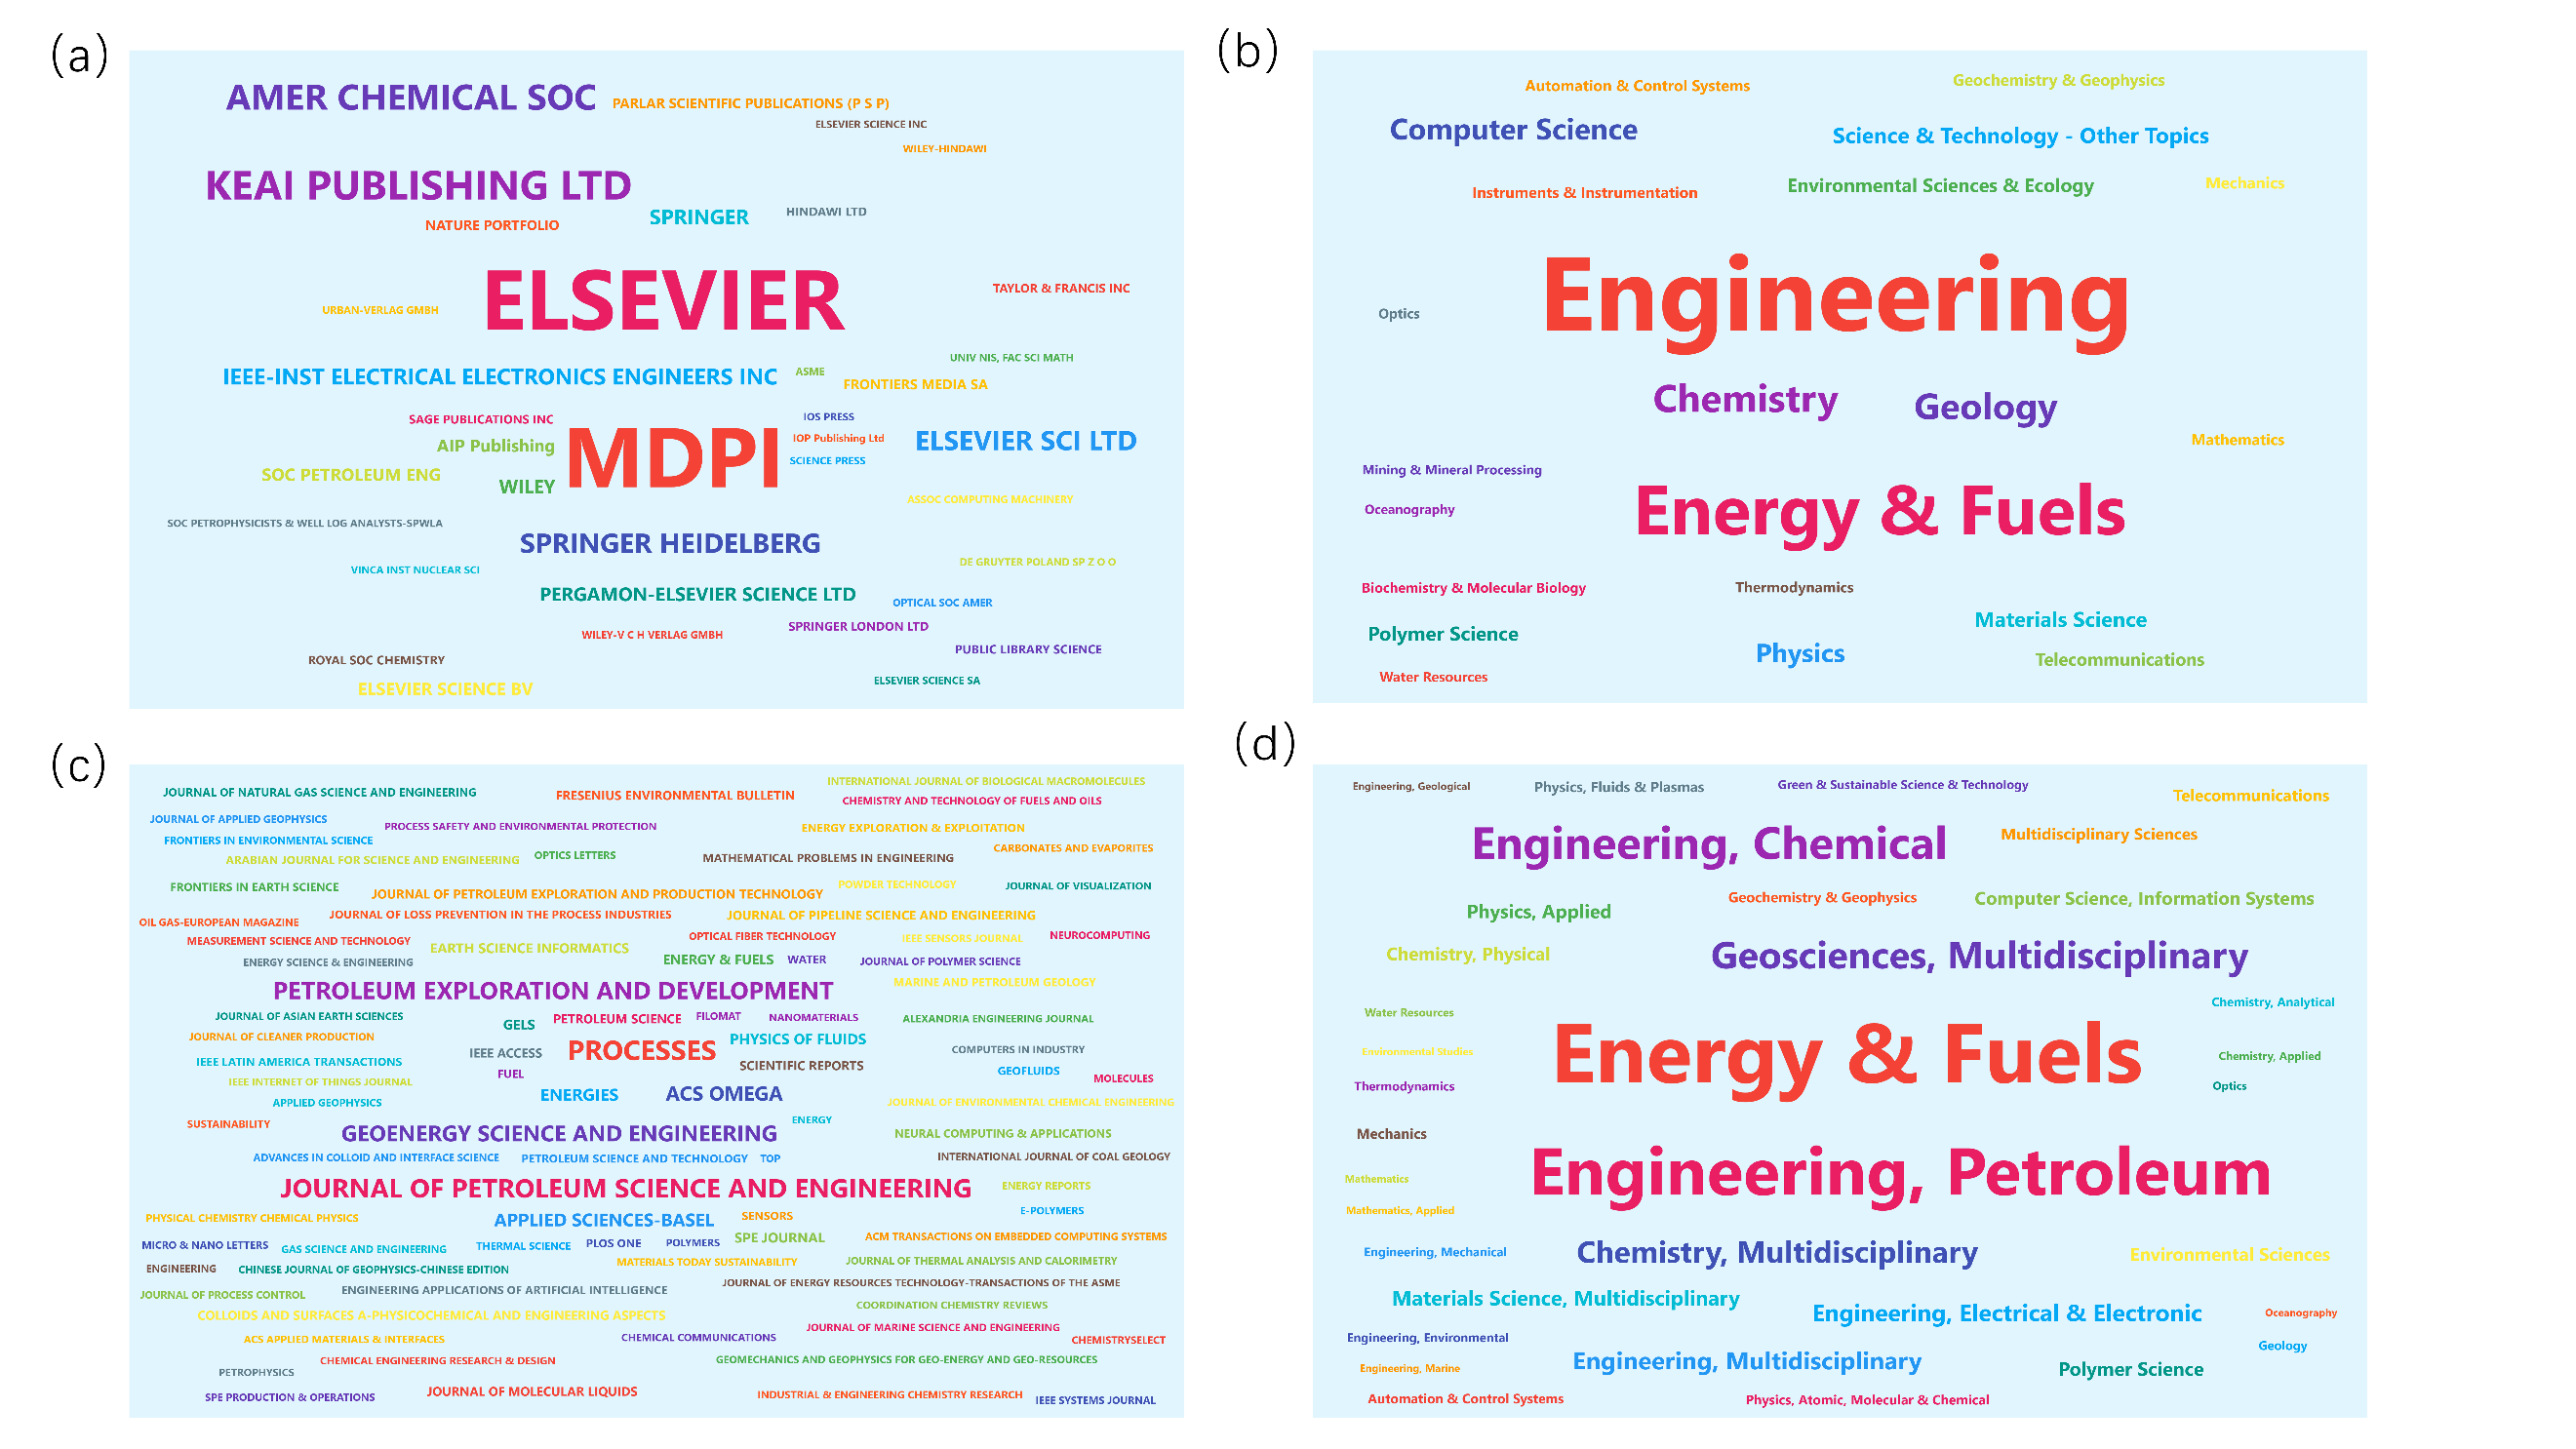 (a)
AMER CHEMICAL SOC
PARLAR SCIENTIFIC PUBLICATIONS (P S P)
ELSEVIER SCIENCE INC
WILEY-HINDAWI
KEAI PUBLISHING LTD
SPRINGER
HINDAWI LTD
NATURE PORTFOLIO
ELSEVIER
TAYLOR & FRANCIS INC
URBAN-VERLAG GMBH
UNIV NIS, FAC SCI MATH
IEEE-INST ELECTRICAL ELECTRONICS ENGINEERS INC
ASME
FRONTIERS MEDIA SA
SAGE PUBLICATIONS INC
IOS PRESS
AIP Publishing
MDPI
IOP Publishing Ltd
ELSEVIER SCI LTD
SCIENCE PRESS
SOC PETROLEUM ENG
WILEY
ASSOC COMPUTING MACHINERY
SOC PETROPHYSICISTS & WELL LOG ANALYSTS-SPWLA
SPRINGER HEIDELBERG
DE GRUYTER POLAND SP Z O O
VINCA INST NUCLEAR SCI
PERGAMON-ELSEVIER SCIENCE LTD
OPTICAL SOC AMER
SPRINGER LONDON LTD
WILEY-V C H VERLAG GMBH
PUBLIC LIBRARY SCIENCE
ROYAL SOC CHEMISTRY
ELSEVIER SCIENCE SA
ELSEVIER SCIENCE BV
(b)
Automation & Control Systems
Geochemistry & Geophysics
Computer Science
Science & Technology - Other Topics
Instruments & Instrumentation
Environmental Sciences & Ecology
Mechanics
Engineering
Optics
Chemistry
Geology
Mathematics
Mining & Mineral Processing
Oceanography
Energy & Fuels
Biochemistry & Molecular Biology
Thermodynamics
Materials Science
Polymer Science
Physics
Telecommunications
Water Resources
(c)
INTERNATIONAL JOURNAL OF BIOLOGICAL MACROMOLECULES
JOURNAL OF NATURAL GAS SCIENCE AND ENGINEERING
FRESENIUS ENVIRONMENTAL BULLETIN
CHEMISTRY AND TECHNOLOGY OF FUELS AND OILS
JOURNAL OF APPLIED GEOPHYSICS
PROCESS SAFETY AND ENVIRONMENTAL PROTECTION
ENERGY EXPLORATION & EXPLOITATION
FRONTIERS IN ENVIRONMENTAL SCIENCE
CARBONATES AND EVAPORITES
ARABIAN JOURNAL FOR SCIENCE AND ENGINEERING
OPTICS LETTERS
MATHEMATICAL PROBLEMS IN ENGINEERING
FRONTIERS IN EARTH SCIENCE
JOURNAL OF PETROLEUM EXPLORATION AND PRODUCTION TECHNOLOGY
POWDER TECHNOLOGY
JOURNAL OF VISUALIZATION
OIL GAS-EUROPEAN MAGAZINE
JOURNAL OF LOSS PREVENTION IN THE PROCESS INDUSTRIES
JOURNAL OF PIPELINE SCIENCE AND ENGINEERING
MEASUREMENT SCIENCE AND TECHNOLOGY
EARTH SCIENCE INFORMATICS
OPTICAL FIBER TECHNOLOGY
IEEE SENSORS JOURNAL
NEUROCOMPUTING
ENERGY SCIENCE & ENGINEERING
ENERGY & FUELS
WATER
JOURNAL OF POLYMER SCIENCE
PETROLEUM EXPLORATION AND DEVELOPMENT
MARINE AND PETROLEUM GEOLOGY
JOURNAL OF ASIAN EARTH SCIENCES
GELS
PETROLEUM SCIENCE
FILOMAT
NANOMATERIALS
ALEXANDRIA ENGINEERING JOURNAL
JOURNAL OF CLEANER PRODUCTION
PHYSICS OF FLUIDS
IEEE ACCESS
PROCESSES
COMPUTERS IN INDUSTRY
IEEE LATIN AMERICA TRANSACTIONS
SCIENTIFIC REPORTS
GEOFLUIDS
FUEL
MOLECULES
IEEE INTERNET OF THINGS JOURNAL
ENERGIES
ACS OMEGA
APPLIED GEOPHYSICS
JOURNAL OF ENVIRONMENTAL CHEMICAL ENGINEERING
SUSTAINABILITY
ENERGY
GEOENERGY SCIENCE AND ENGINEERING
NEURAL COMPUTING & APPLICATIONS
ADVANCES IN COLLOID AND INTERFACE SCIENCE
PETROLEUM SCIENCE AND TECHNOLOGY
TOP
INTERNATIONAL JOURNAL OF COAL GEOLOGY
JOURNAL OF PETROLEUM SCIENCE AND ENGINEERING
ENERGY REPORTS
PHYSICAL CHEMISTRY CHEMICAL PHYSICS
APPLIED SCIENCES-BASEL
SENSORS
E-POLYMERS
MICRO & NANO LETTERS
GAS SCIENCE AND ENGINEERING
THERMAL SCIENCE
PLOS ONE
POLYMERS
SPE JOURNAL
ACM TRANSACTIONS ON EMBEDDED COMPUTING SYSTEMS
ENGINEERING
CHINESE JOURNAL OF GEOPHYSICS-CHINESE EDITION
MATERIALS TODAY SUSTAINABILITY
JOURNAL OF THERMAL ANALYSIS AND CALORIMETRY
JOURNAL OF PROCESS CONTROL
ENGINEERING APPLICATIONS OF ARTIFICIAL INTELLIGENCE
JOURNAL OF ENERGY RESOURCES TECHNOLOGY-TRANSACTIONS OF THE ASME
COLLOIDS AND SURFACES A-PHYSICOCHEMICAL AND ENGINEERING ASPECTS
COORDINATION CHEMISTRY REVIEWS
ACS APPLIED MATERIALS & INTERFACES
CHEMICAL COMMUNICATIONS
JOURNAL OF MARINE SCIENCE AND ENGINEERING
CHEMISTRYSELECT
CHEMICAL ENGINEERING RESEARCH & DESIGN
GEOMECHANICS AND GEOPHYSICS FOR GEO-ENERGY AND GEO-RESOURCES
PETROPHYSICS
SPE PRODUCTION & OPERATIONS
JOURNAL OF MOLECULAR LIQUIDS
INDUSTRIAL & ENGINEERING CHEMISTRY RESEARCH
IEEE SYSTEMS JOURNAL
(d)
Engineering, Geological
Physics, Fluids & Plasmas
Green & Sustainable Science & Technology
Telecommunications
Engineering, Chemical
Multidisciplinary Sciences
Geochemistry & Geophysics
Computer Science, Information Systems
Physics, Applied
Chemistry, Physical
Geosciences, Multidisciplinary
Chemistry, Analytical
Water Resources
Environmental Studies
Energy & Fuels
Chemistry, Applied
Thermodynamics
Optics
Mechanics
Mathematics
Engineering, Petroleum
Mathematics, Applied
Engineering, Mechanical
Chemistry, Multidisciplinary
Environmental Sciences
Materials Science, Multidisciplinary
Engineering, Electrical & Electronic
Oceanography
Engineering, Environmental
Geology
Engineering, Marine
Engineering, Multidisciplinary
Polymer Science
Automation & Control Systems
Physics, Atomic, Molecular & Chemical